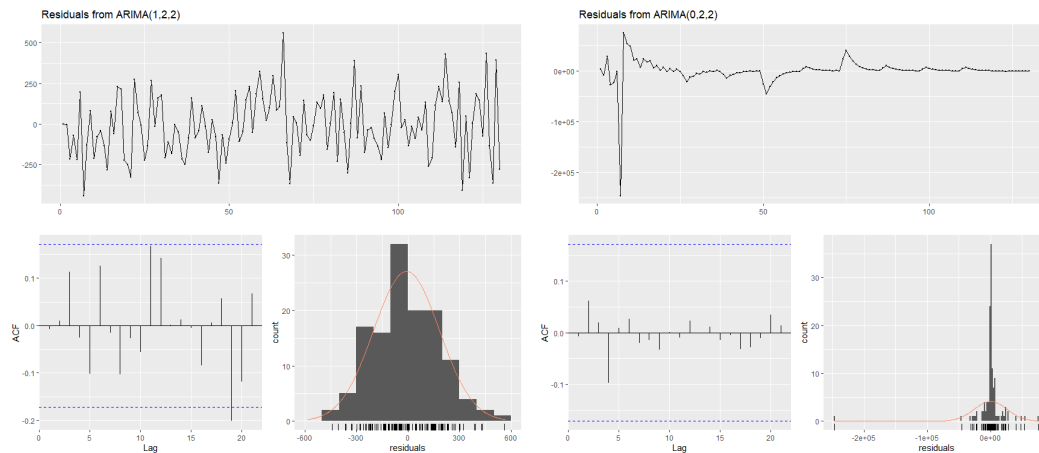 Residuals from ARIMA(1,2,2)
500
250
0
-250
0
50
100
ACF
0.1
0.0
-0.1
-0.2
0
5
10
15
20
Lag
count
30
20
10
0
-600
-300
0
300
600
residuals
Residuals from ARIMA(0,2,2)
0e+00
-1e+05
-2e+05
0
50
100
ACF
0.1
0.0
-0.1
0
5
10
15
20
Lag
count
30
20
10
0
-2e+05
-1e+05
0e+00
residuals